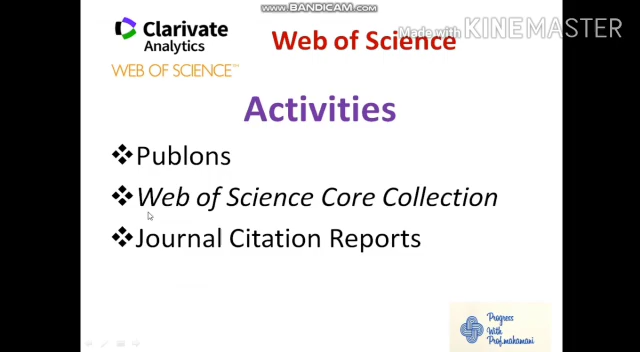 www.BANDICAM.com
Made with KINEMASTER
Clarivate
Analytics
WEB OF SCIENCE™
Web of Science
Activities
Publons
Web of Science Core Collection
Journal Citation Reports
Progress
With
Prof.mahamani